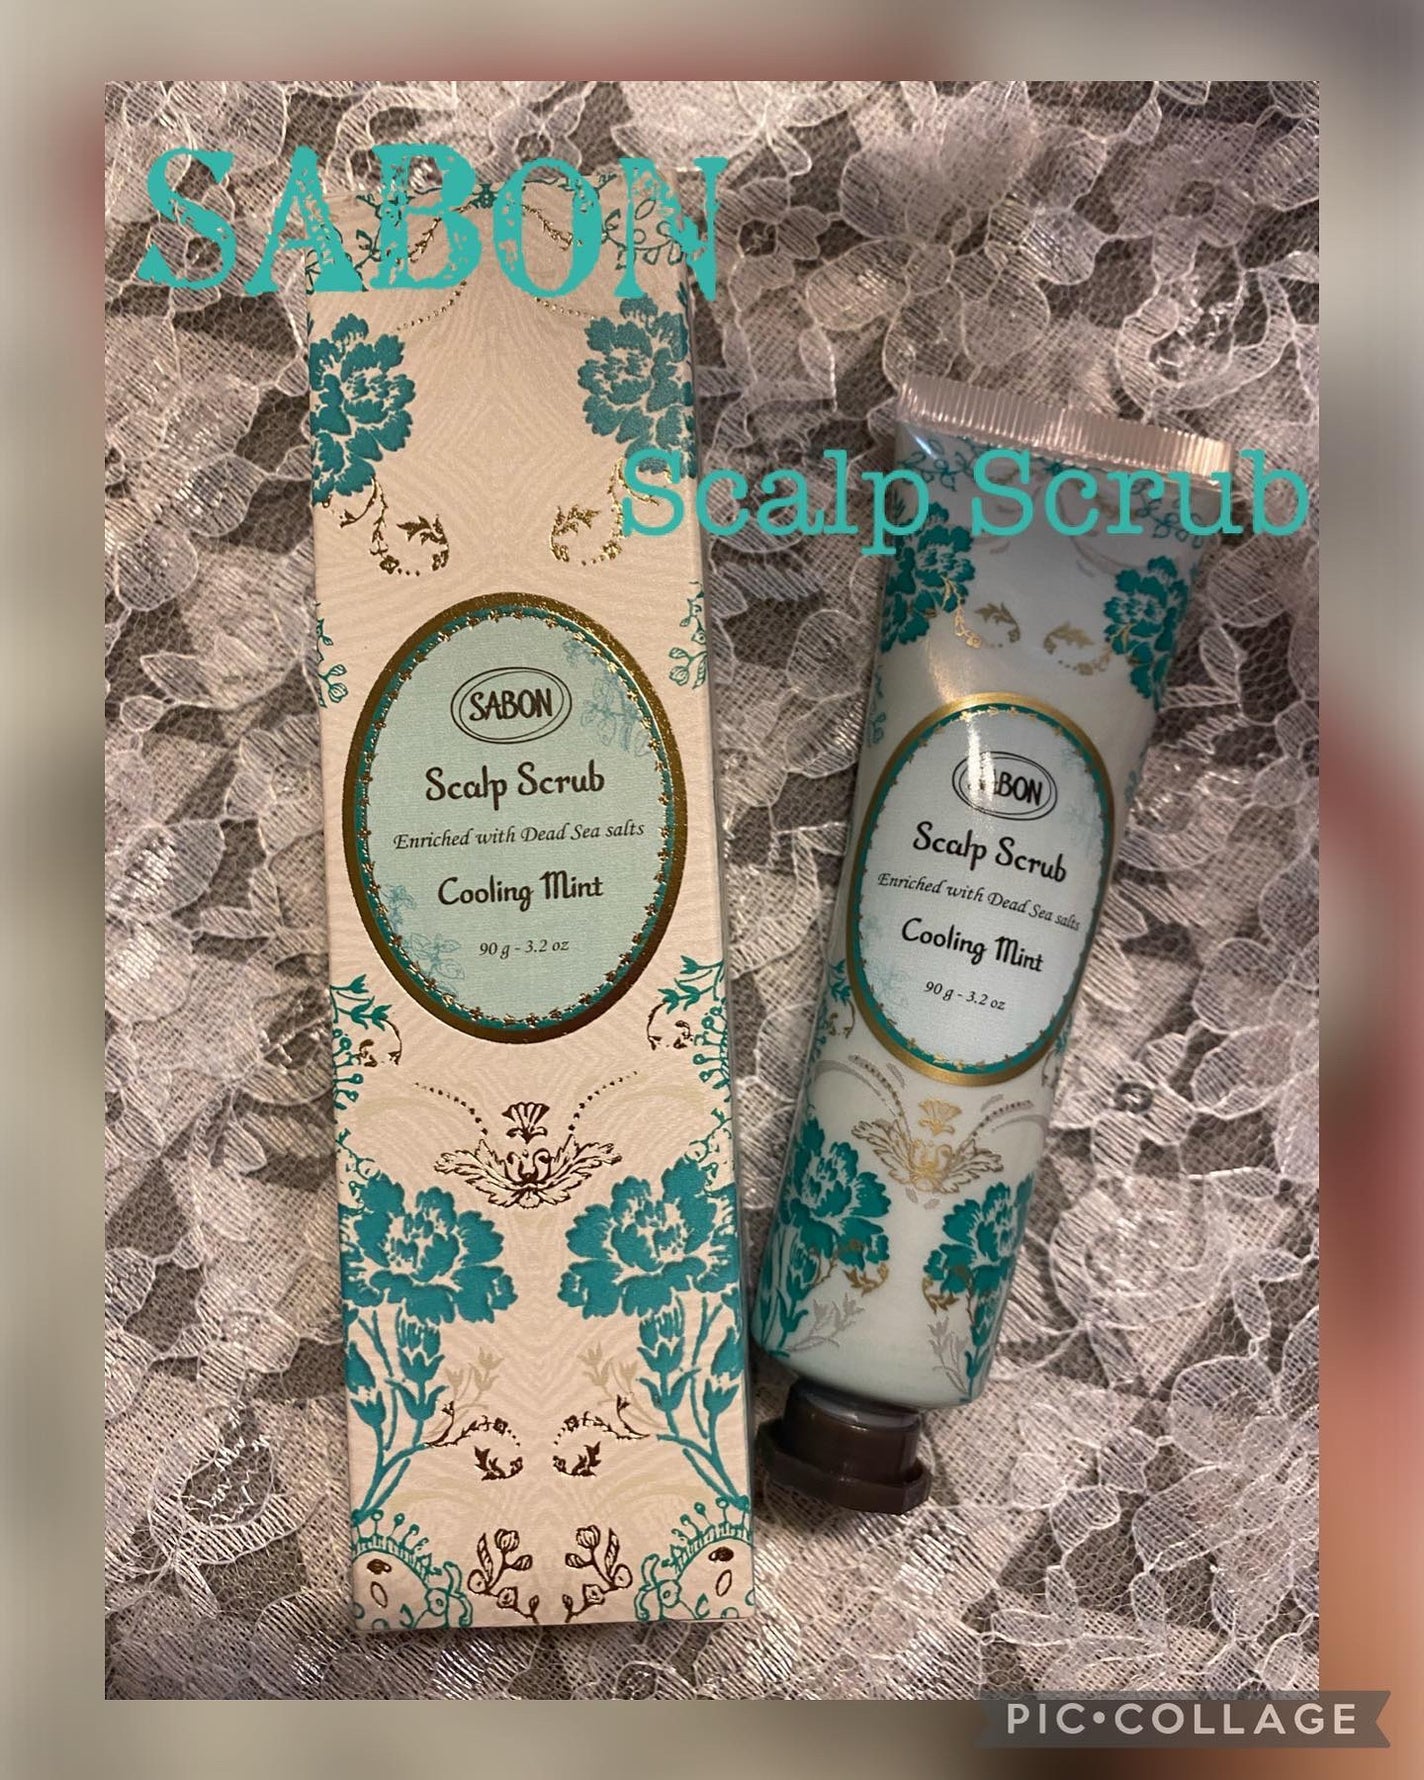 SABON
Scalp Scrub
SABON
Scalp Scrub
Enriched with Dead Sea salts
Cooling Mint
90 g - 3.2 oz
SABON
Scalp Scrub
Enriched with Dead Sea salts
Cooling Mint
90 g - 3.2 oz
PIC•COLLAGE